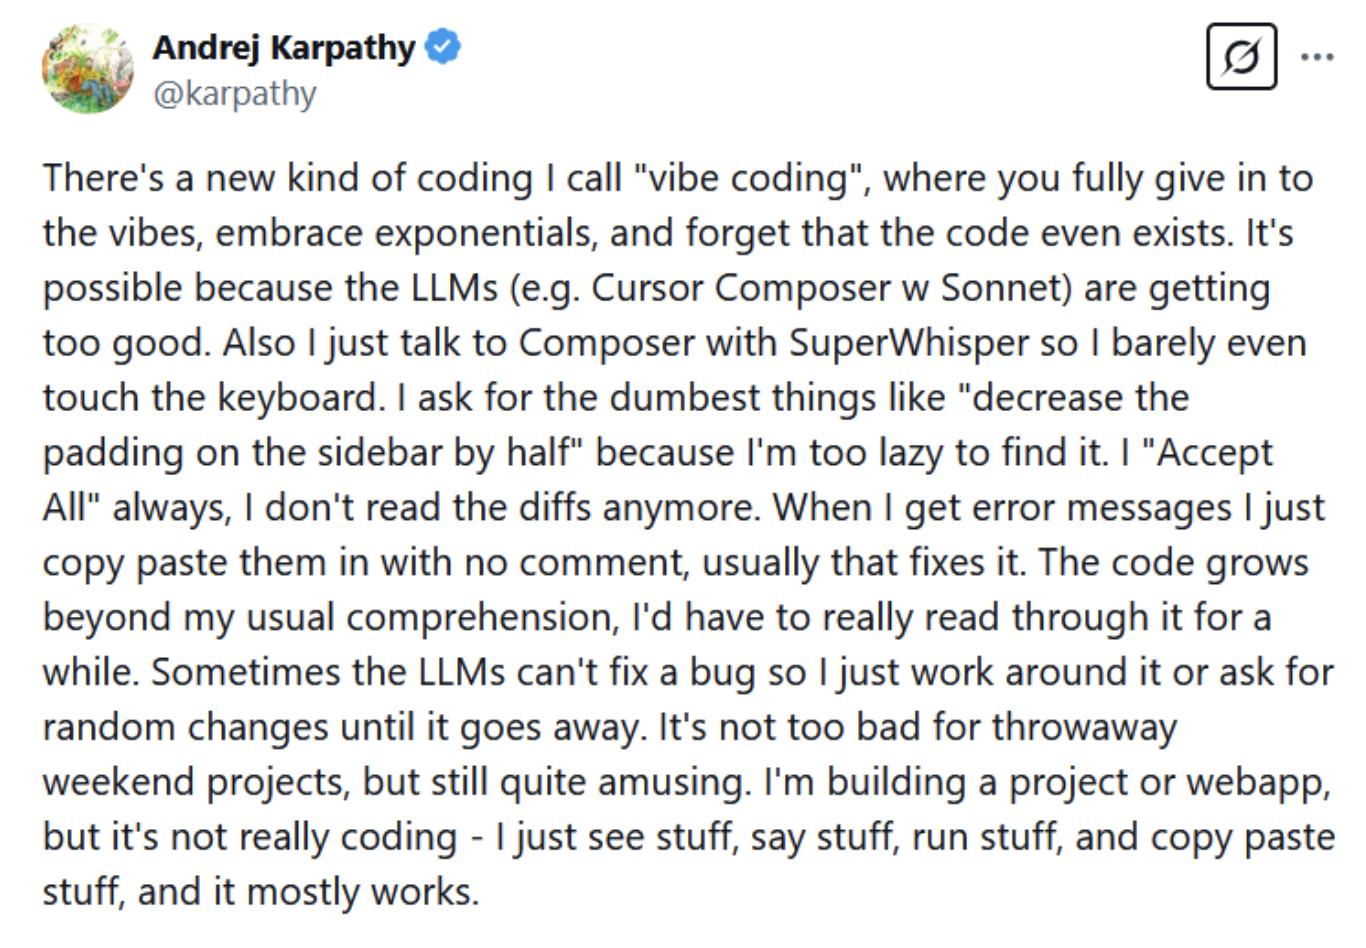 Andrej Karpathy
@karpathy
There's a new kind of coding I call "vibe coding", where you fully give in to
the vibes, embrace exponentials, and forget that the code even exists. It's
possible because the LLMs (e.g. Cursor Composer w Sonnet) are getting
too good. Also I just talk to Composer with SuperWhisper so I barely even
touch the keyboard. I ask for the dumbest things like "decrease the
padding on the sidebar by half" because I'm too lazy to find it. I "Accept
All" always, I don't read the diffs anymore. When I get error messages I just
copy paste them in with no comment, usually that fixes it. The code grows
beyond my usual comprehension, I'd have to really read through it for a
while. Sometimes the LLMs can't fix a bug so I just work around it or ask for
random changes until it goes away. It's not too bad for throwaway
weekend projects, but still quite amusing. I'm building a project or webapp,
but it's not really coding - I just see stuff, say stuff, run stuff, and copy paste
stuff, and it mostly works.